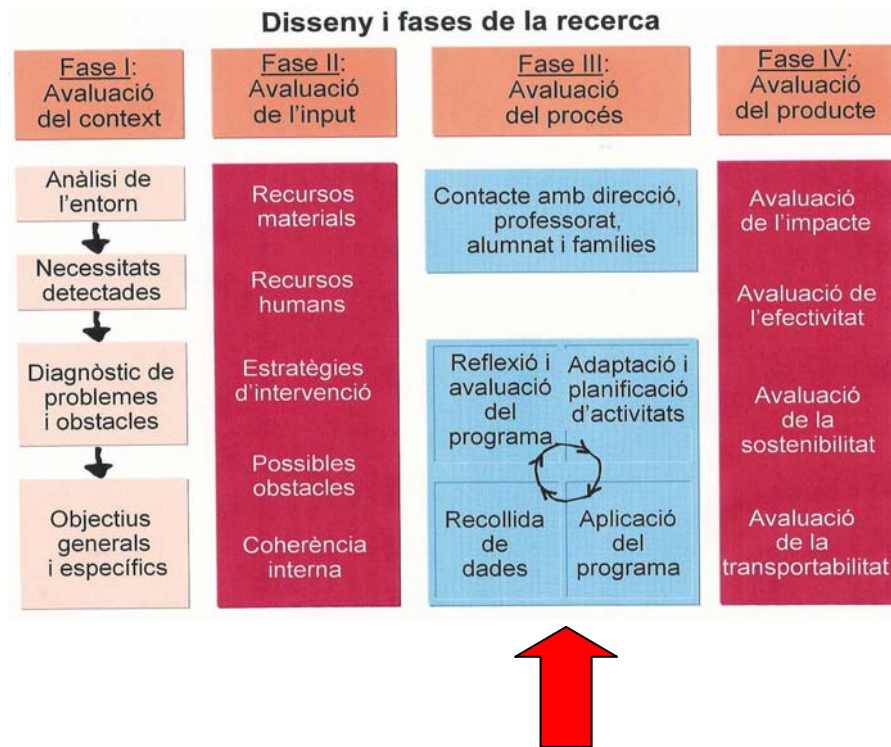 Disseny i fases de la recerca
Fase I:
Avaluació
del context
Fase II:
Avaluació
de l'input
Fase III:
Avaluació
del procés
Fase IV:
Avaluació
del producte
Anàlisi de
l'entorn
Necessitats
detectades
Diagnòstic de
problemes
i obstacles
Objectius
generals
i específics
Recursos
materials
Recursos
humans
Estratègies
d'intervenció
Possibles
obstacles
Coherència
interna
Contacte amb direcció,
professorat,
alumnat i famílies
Reflexió i
avaluació
del
programa
Adaptació i
planificació
d'activitats
Recollida
de
dades
Aplicació
del
programa
Avaluació
de l'impacte
Avaluació de
l'efectivitat
Avaluació
de la
sostenibilitat
Avaluació
de la
transportabilitat